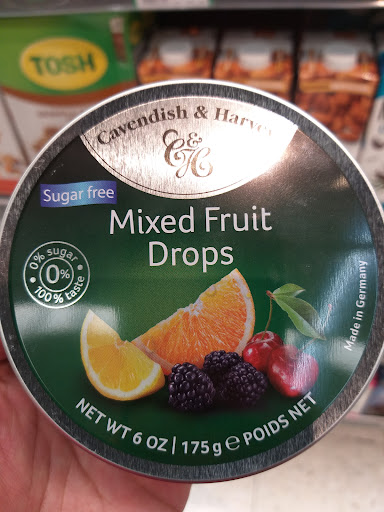 TOSH
Cavendish & Harvey
C&H
Sugar free
Mixed Fruit
Drops
0% sugar
0%
100% taste
Made in Germany
NET WT 6 OZ | 175 g e POIDS NET